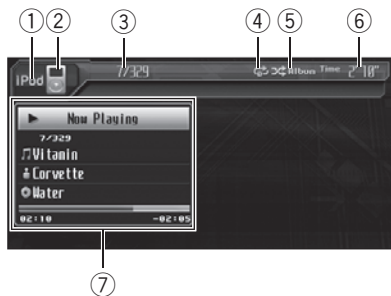 ① ② ③ ④ ⑤ ⑥
iPod 7/329 Album Time 2'10"
Now Playing
7/329
Vitamin
Corvette
Water
02:10 -02:05
⑦